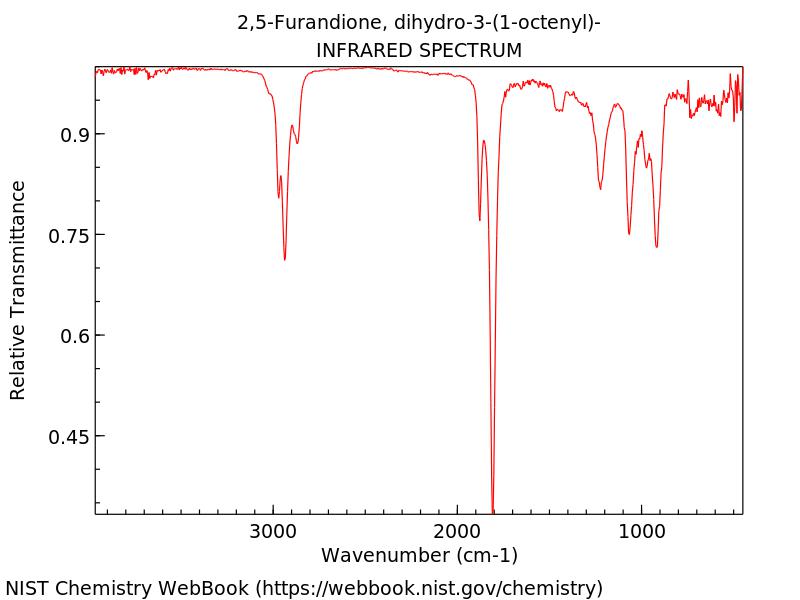 2,5-Furandione, dihydro-3-(1-octenyl)-
INFRARED SPECTRUM
Relative Transmittance
0.9
0.75
0.6
0.45
3000 2000 1000
Wavenumber (cm-1)
NIST Chemistry WebBook (https://webbook.nist.gov/chemistry)